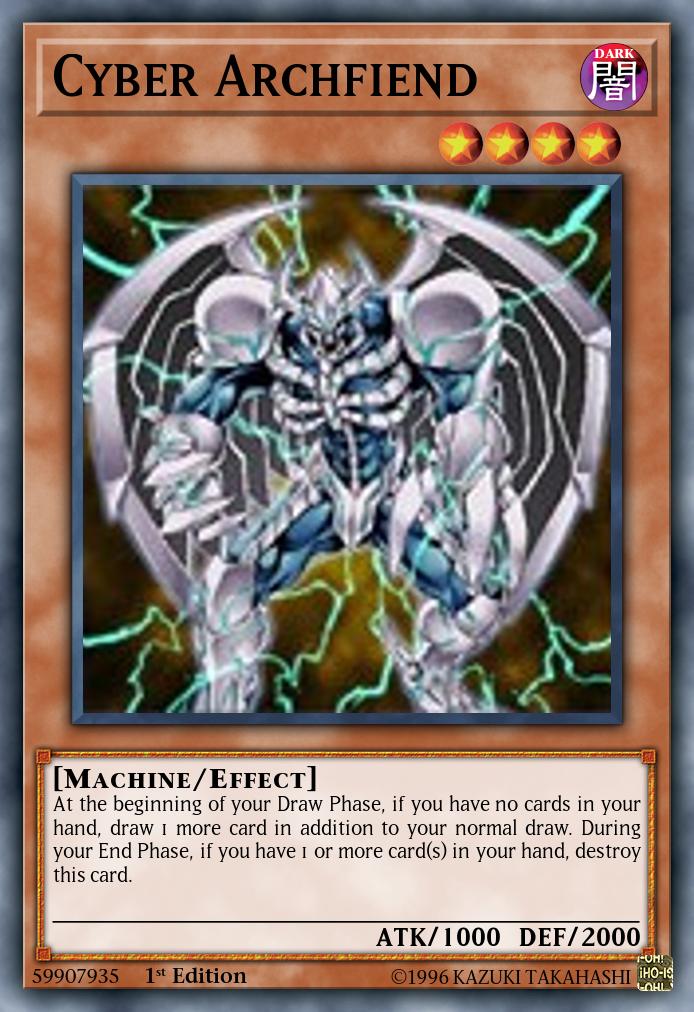 Cyber Archfiend
DARK
闇
[Machine/Effect]
At the beginning of your Draw Phase, if you have no cards in your
hand, draw 1 more card in addition to your normal draw. During
your End Phase, if you have 1 or more card(s) in your hand, destroy
this card.
ATK/1000 DEF/2000
59907935 1st Edition ©1996 KAZUKI TAKAHASHI